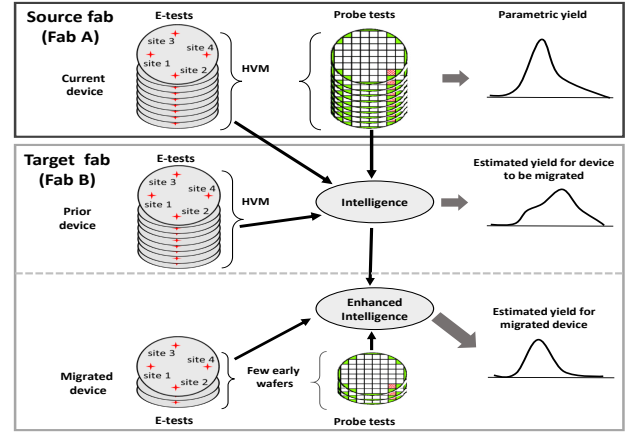 Source fab
(Fab A)
E-tests
Probe tests
Parametric yield
site 3
site 4
site 1
site 2
HVM
Current
device
Target fab
(Fab B)
E-tests
Estimated yield for device
to be migrated
site 3
site 4
site 1
site 2
HVM
Intelligence
Prior
device
Enhanced
Intelligence
Estimated yield for
migrated device
site 3
site 4
site 1
site 2
Few early
wafers
Migrated
device
E-tests
Probe tests